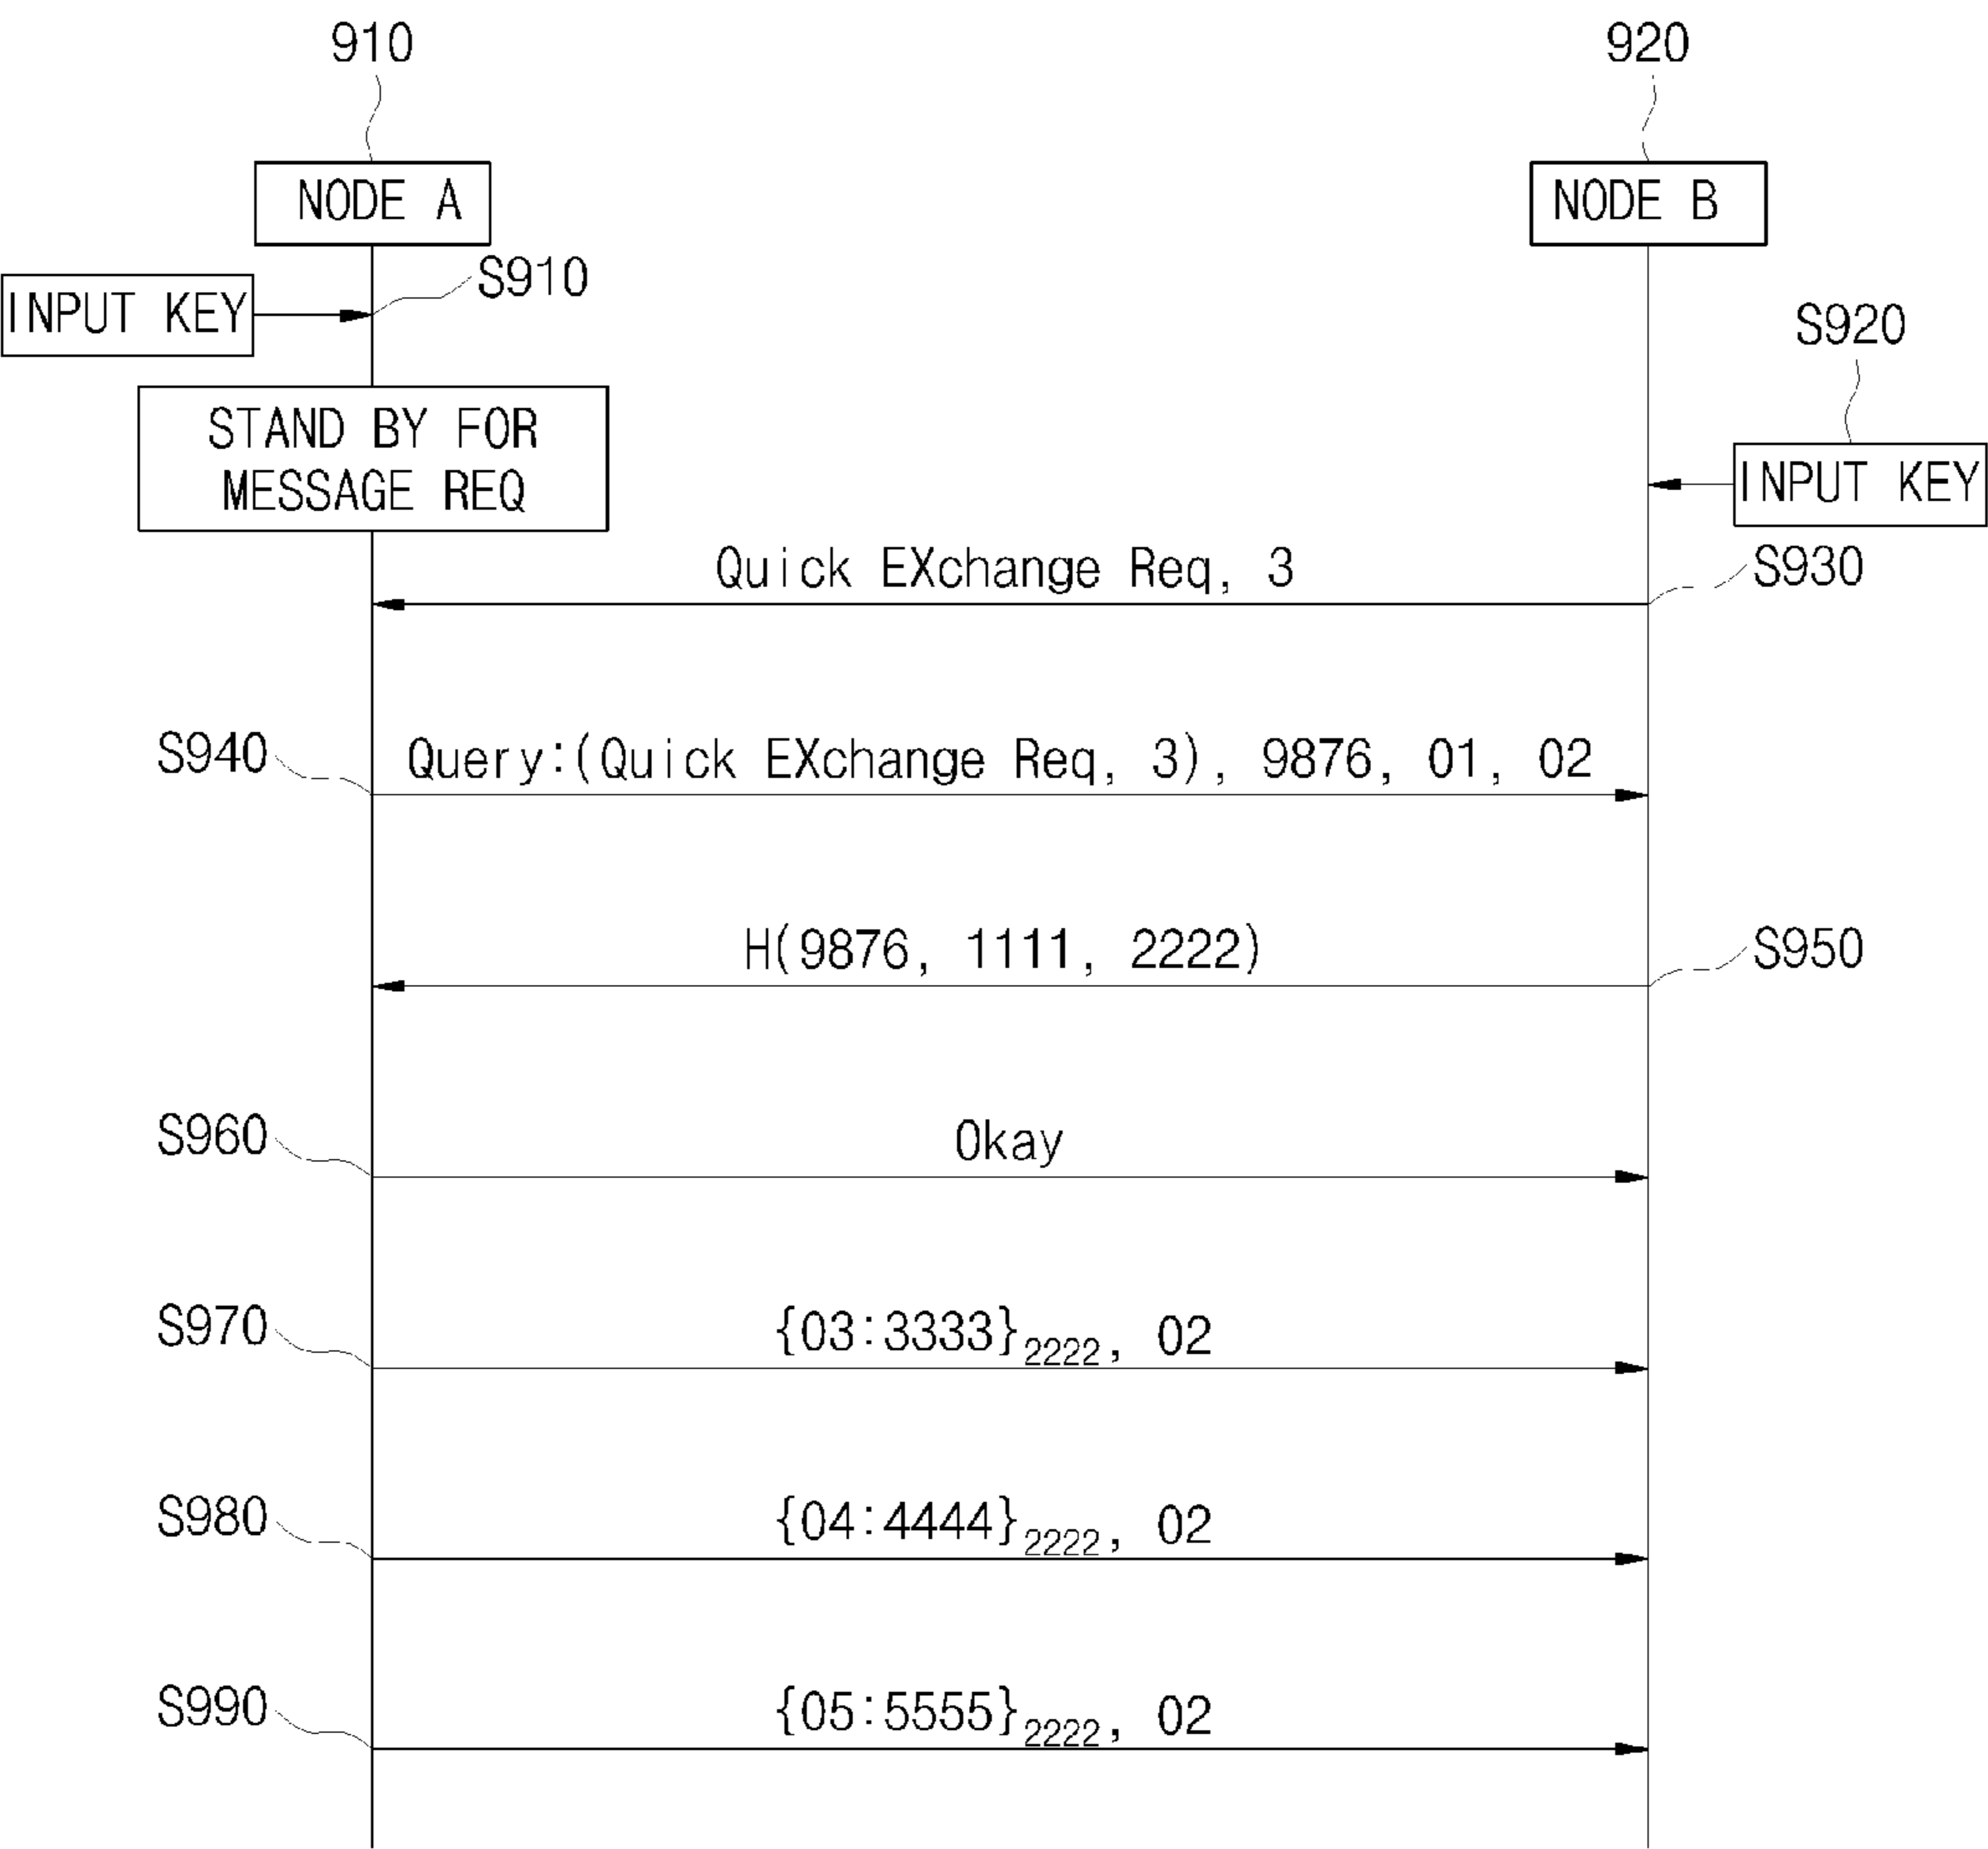 910
920
NODE A
NODE B
S910
INPUT KEY
S920
STAND BY FOR
MESSAGE REQ
INPUT KEY
Quick EXchange Req, 3
S930
S940
Query:(Quick EXchange Req, 3), 9876, 01, 02
H(9876, 1111, 2222)
S950
S960
Okay
S970
{03:3333}2222, 02
S980
{04:4444}2222, 02
S990
{05:5555}2222, 02